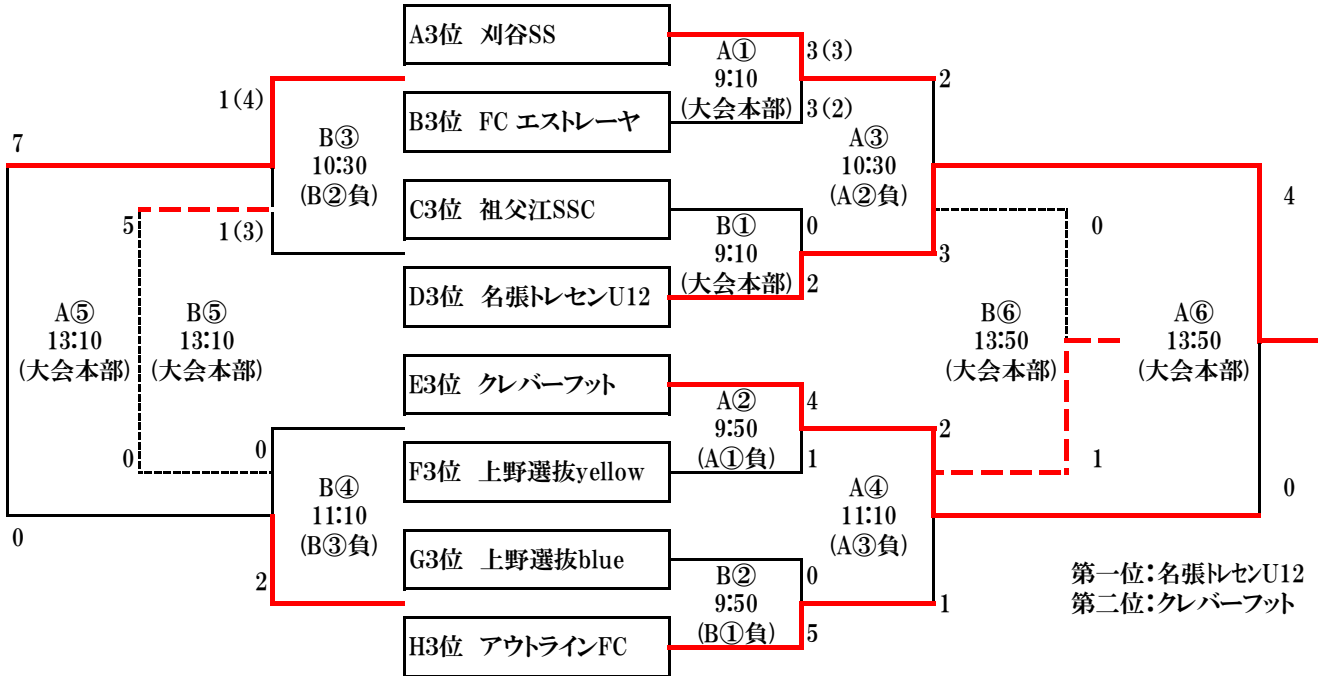 A3位 刈谷SS
B3位 FC エストレーヤ
C3位 祖父江SSC
D3位 名張トレセンU12
E3位 クレバーフット
F3位 上野選抜yellow
G3位 上野選抜blue
H3位 アウトラインFC
A①
9:10
(大会本部)
3(3)
3(2)
B①
9:10
(大会本部)
0
2
A②
9:50
(A①負)
4
1
B②
9:50
(B①負)
0
5
A③
10:30
(A②負)
2
3
A④
11:10
(A③負)
2
1
B⑥
13:50
(大会本部)
0
1
A⑥
13:50
(大会本部)
4
0
B③
10:30
(B②負)
1(4)
1(3)
B④
11:10
(B③負)
0
2
B⑤
13:10
(大会本部)
5
0
A⑤
13:10
(大会本部)
7
0
第一位:名張トレセンU12
第二位:クレバーフット